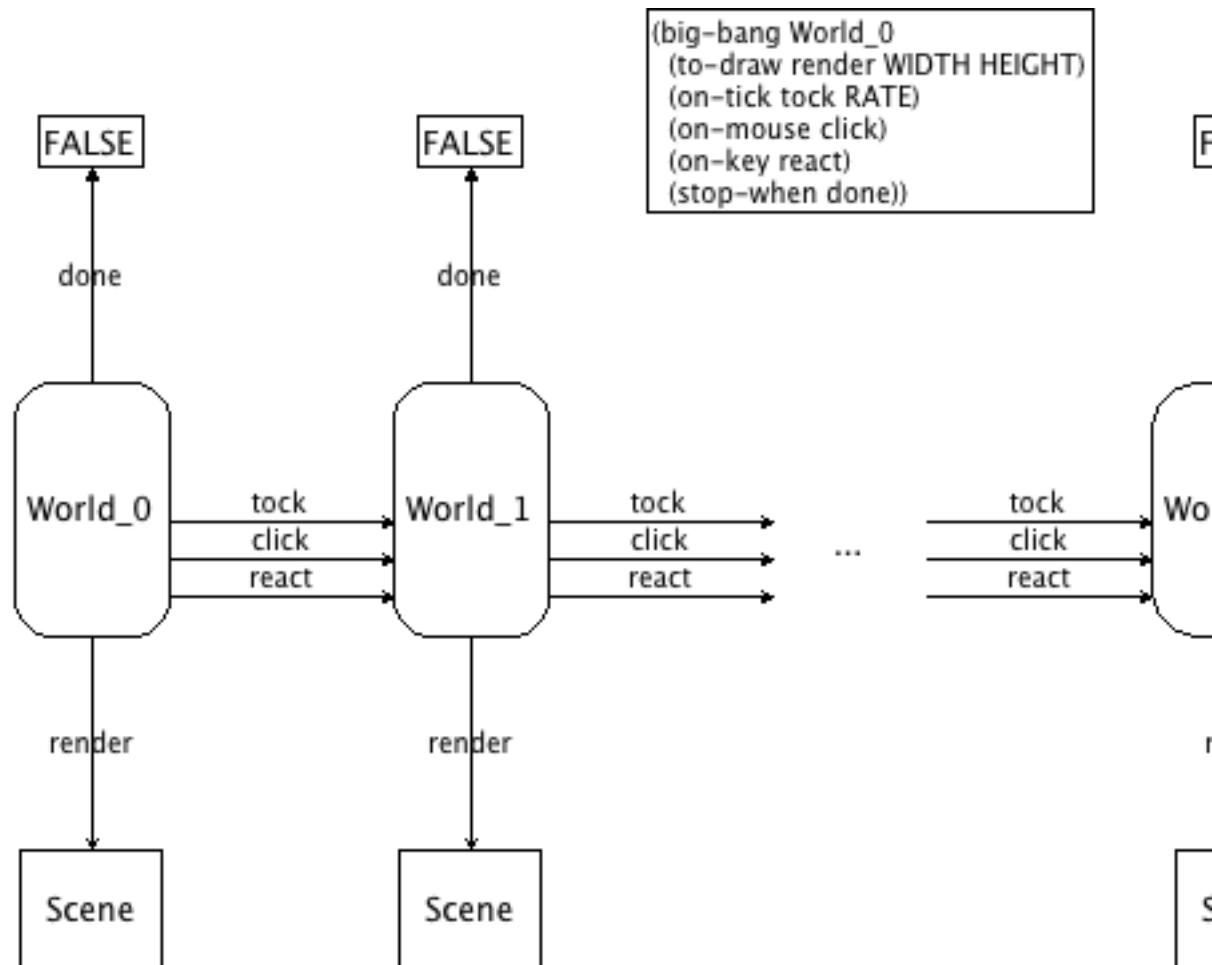 (big-bang World_0
(to-draw render WIDTH HEIGHT)
(on-tick tock RATE)
(on-mouse click)
(on-key react)
(stop-when done))
FALSE
FALSE
done
done
World_0
tock
click
react
World_1
tock
click
react
...
tock
click
react
render
render
Scene
Scene